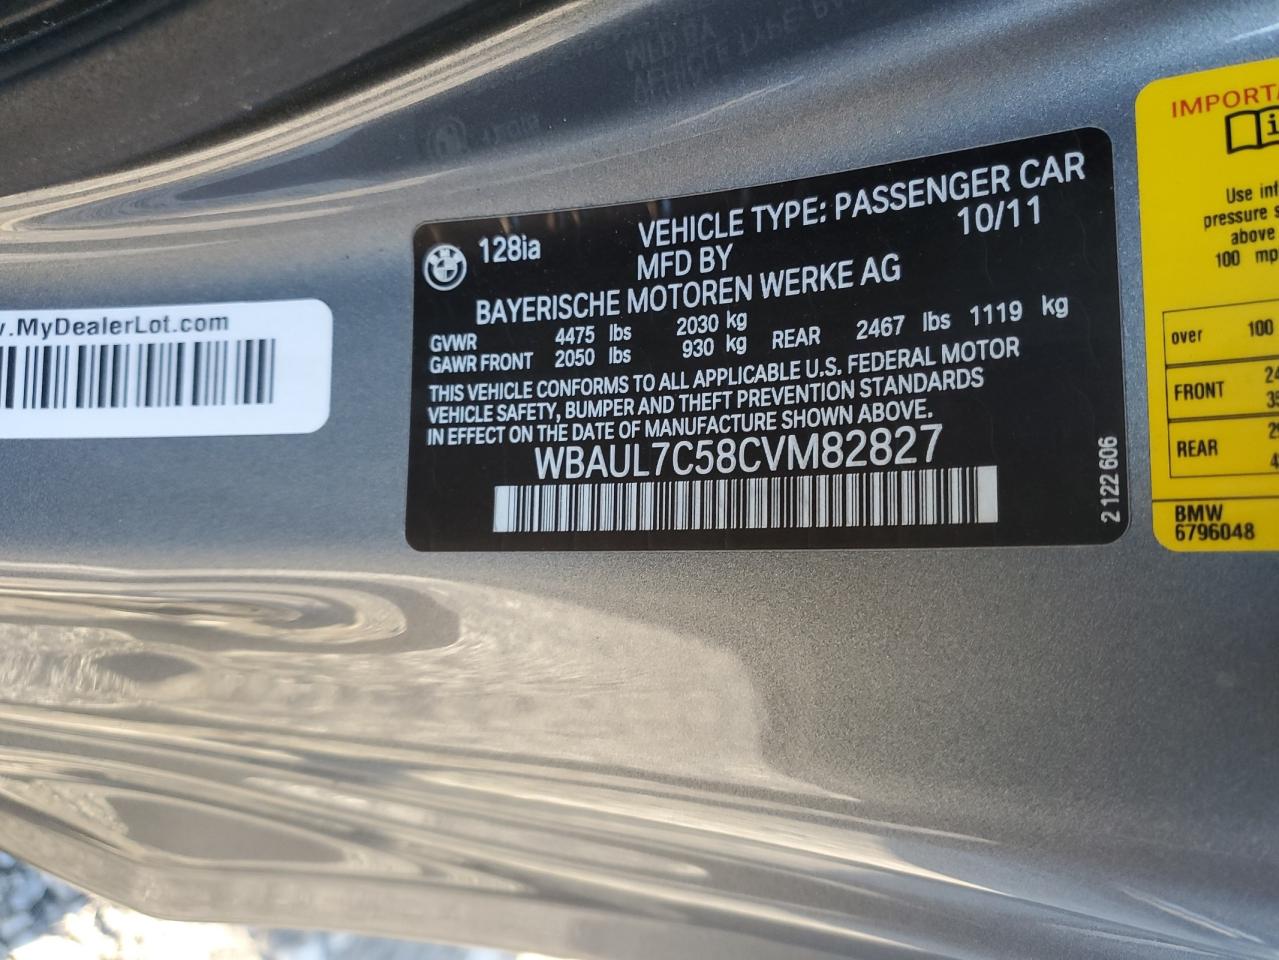 128ia
VEHICLE TYPE: PASSENGER CAR
MFD BY 10/11
BAYERISCHE MOTOREN WERKE AG
GVWR 4475 lbs 2030 kg
GAWR FRONT 2050 lbs 930 kg REAR 2467 lbs 1119 kg
THIS VEHICLE CONFORMS TO ALL APPLICABLE U.S. FEDERAL MOTOR
VEHICLE SAFETY, BUMPER AND THEFT PREVENTION STANDARDS
IN EFFECT ON THE DATE OF MANUFACTURE SHOWN ABOVE.
WBAUL7C58CVM82827
2 122 606
.MyDealerLot.com
Use
pressure
above
100 mp
over 100
FRONT
REAR
BMW
6796048